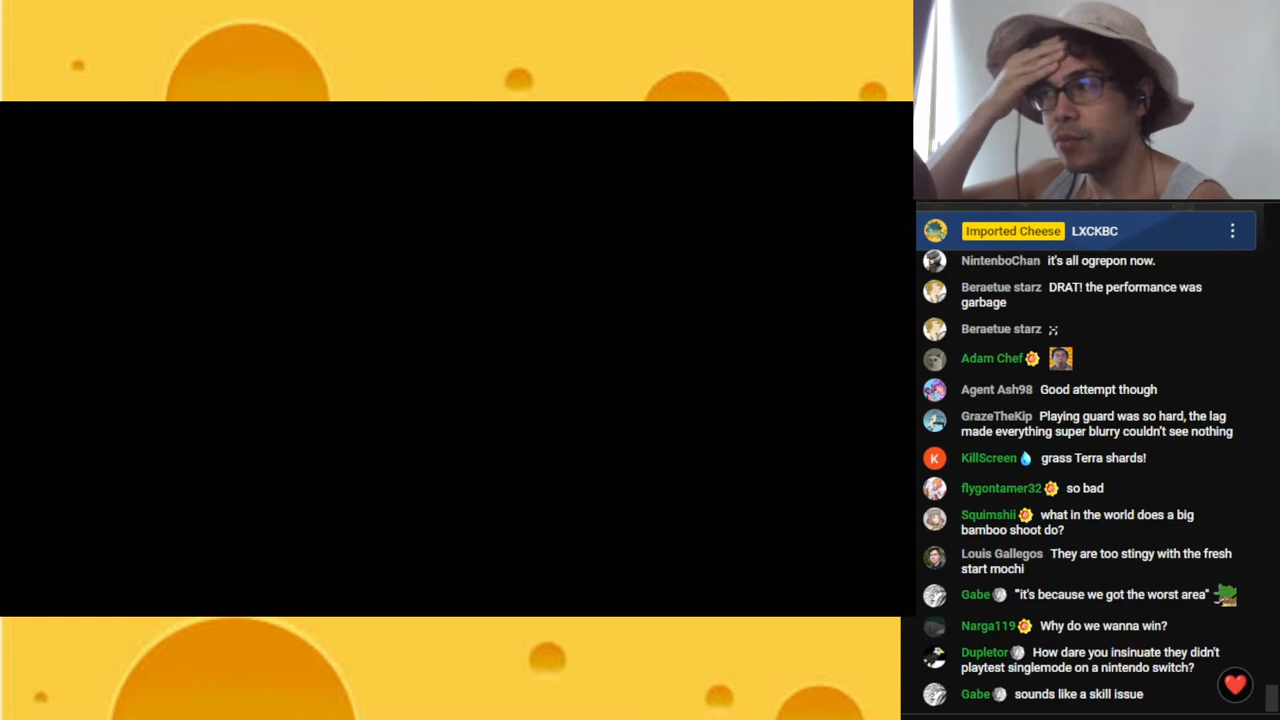 Imported Cheese LXCKBC
NintenboChan it's all ogrepon now.
Beraetue starz DRAT! the performance was
garbage
Beraetue starz
Adam Chef
Agent Ash98 Good attempt though
GrazeTheKip Playing guard was so hard, the lag
made everything super blurry couldn't see nothing
K
KillScreen grass Terra shards!
flygontamer32 so bad
Squimshii what in the world does a big
bamboo shoot do?
Louis Gallegos They are too stingy with the fresh
start mochi
Gabe "it's because we got the worst area"
Narga119 Why do we wanna win?
Dupletor How dare you insinuate they didn't
playtest singlemode on a nintendo switch?
Gabe sounds like a skill issue